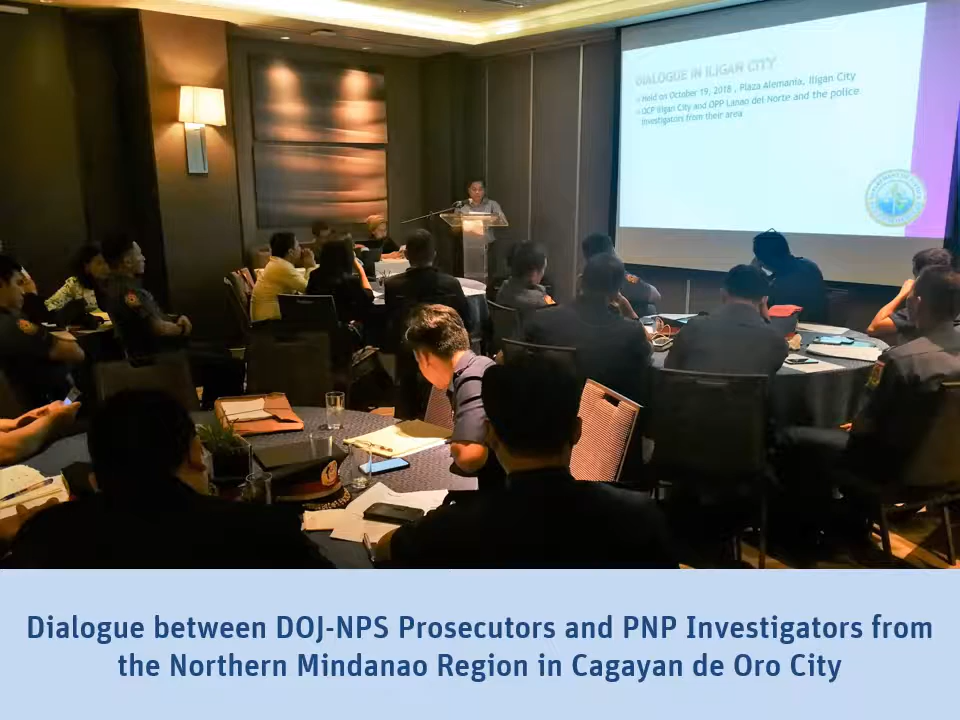 DIALOGUE IN ILIGAN CITY
Held on October 19, 2018 , Plaza Alemania, Iligan City
OCP Iligan City and OPP Lanao del Norte and the police
investigators from their area
Dialogue between DOJ-NPS Prosecutors and PNP Investigators from
the Northern Mindanao Region in Cagayan de Oro City